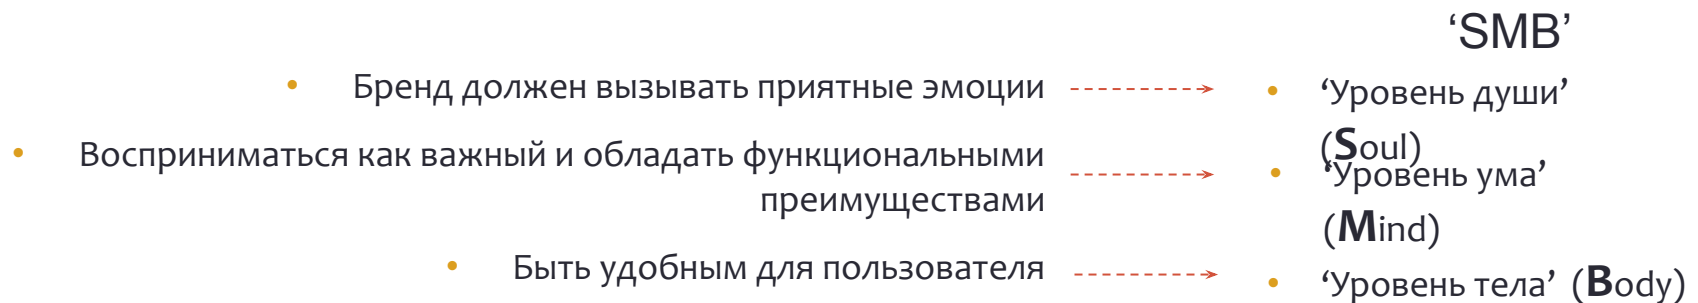 ‘SMB’
• Бренд должен вызывать приятные эмоции
• ‘Уровень души’
(Soul)
• Восприниматься как важный и обладать функциональными
преимуществами
• ‘Уровень ума’
(Mind)
• Быть удобным для пользователя
• ‘Уровень тела’ (Body)